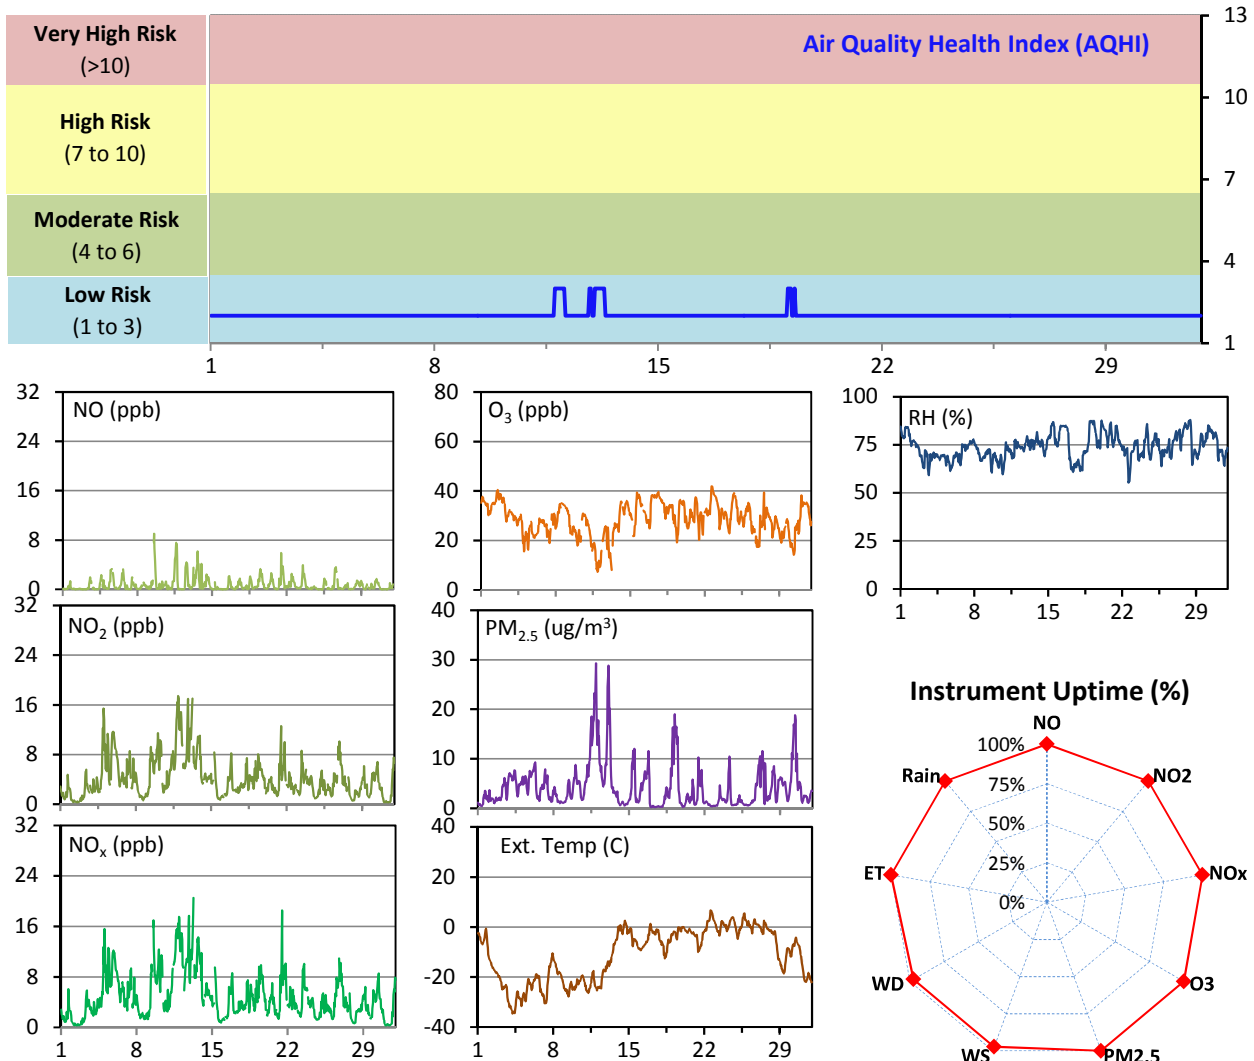 Very High Risk
(>10)
High Risk
(7 to 10)
Moderate Risk
(4 to 6)
Low Risk
(1 to 3)
Air Quality Health Index (AQHI)
13
10
7
4
1
1 8 15 22 29
NO (ppb)
32
24
16
8
0
O3 (ppb)
80
60
40
20
0
RH (%)
100
75
50
25
0
1 8 15 22 29
NO2 (ppb)
32
24
16
8
0
PM2.5 (ug/m3)
40
30
20
10
0
NOx (ppb)
32
24
16
8
0
1 8 15 22 29
Ext. Temp (C)
40
20
0
-20
-40
1 8 15 22 29
Instrument Uptime (%)
NO
NO2
NOx
O3
PM2.5
WS
WD
ET
Rain
100%
75%
50%
25%
0%